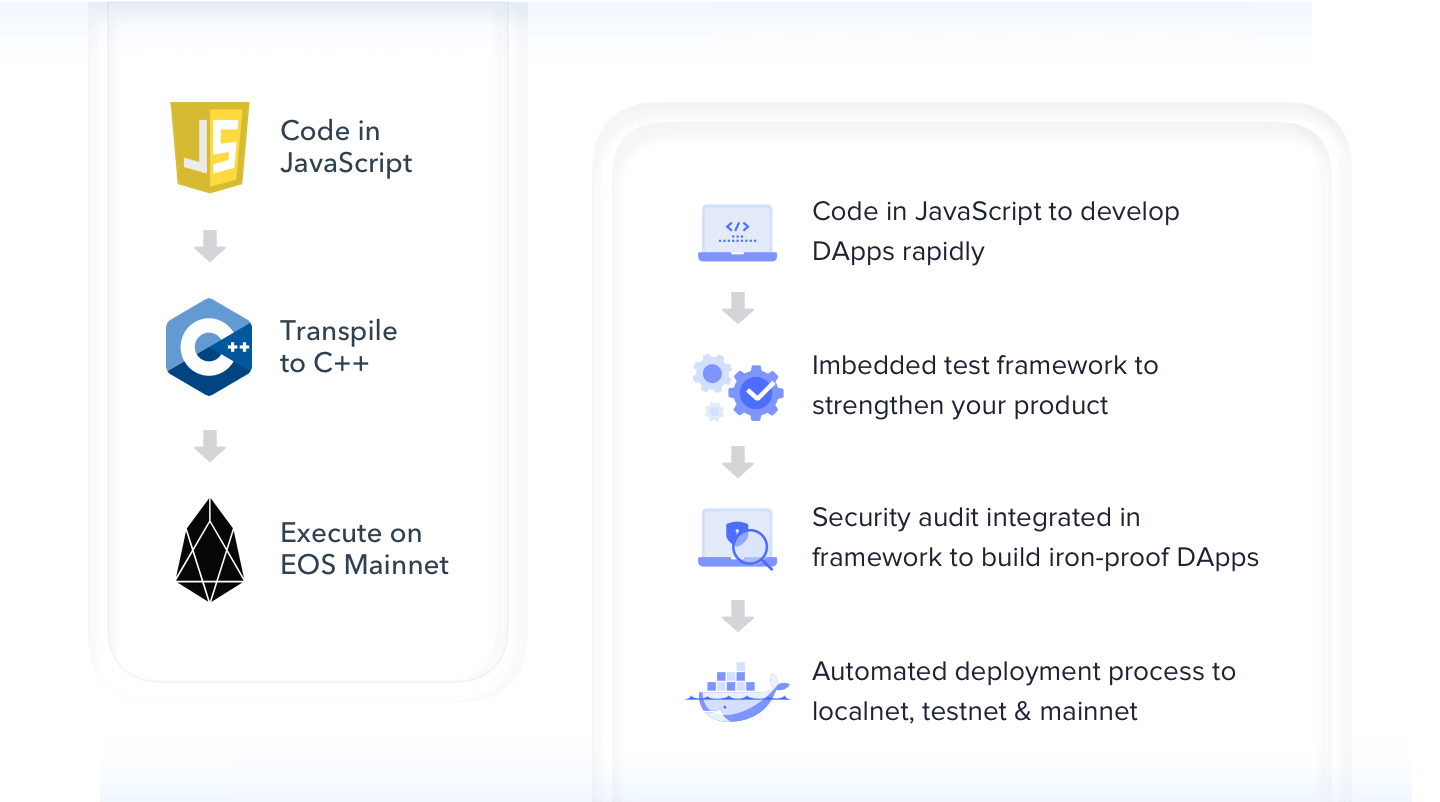 JS
Code in
JavaScript
C++
Transpile
to C++
Execute on
EOS Mainnet
</>
Code in JavaScript to develop
DApps rapidly
Imbedded test framework to
strengthen your product
Security audit integrated in
framework to build iron-proof DApps
Automated deployment process to
localnet, testnet & mainnet